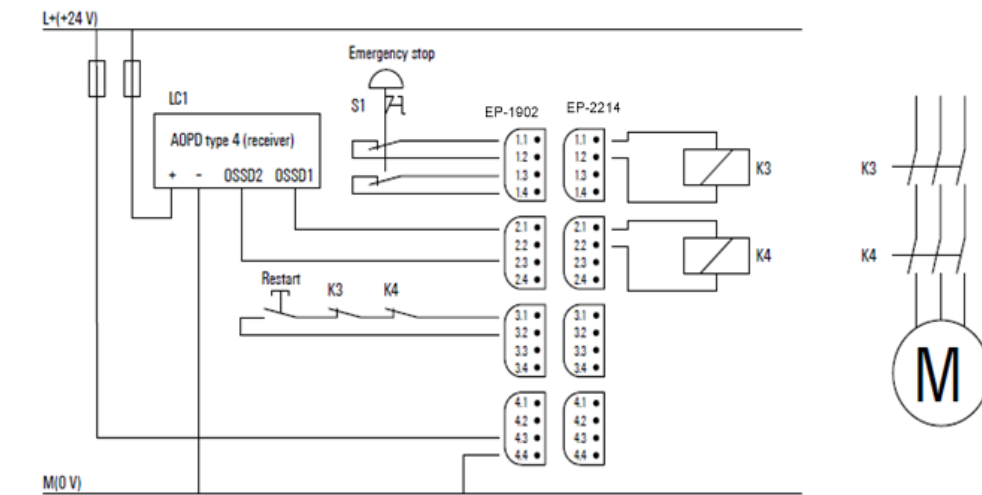 L+(+24 V)
Emergency stop
LC1
S1
EP-1902
EP-2214
AOPD type 4 (receiver)
+ - OSSD2 OSSD1
1.1
1.2
1.3
1.4
1.1
1.2
1.3
1.4
K3
K3
2.1
2.2
2.3
2.4
2.1
2.2
2.3
2.4
K4
K4
Restart
K3
K4
3.1
3.2
3.3
3.4
3.1
3.2
3.3
3.4
M
4.1
4.2
4.3
4.4
4.1
4.2
4.3
4.4
M(0 V)